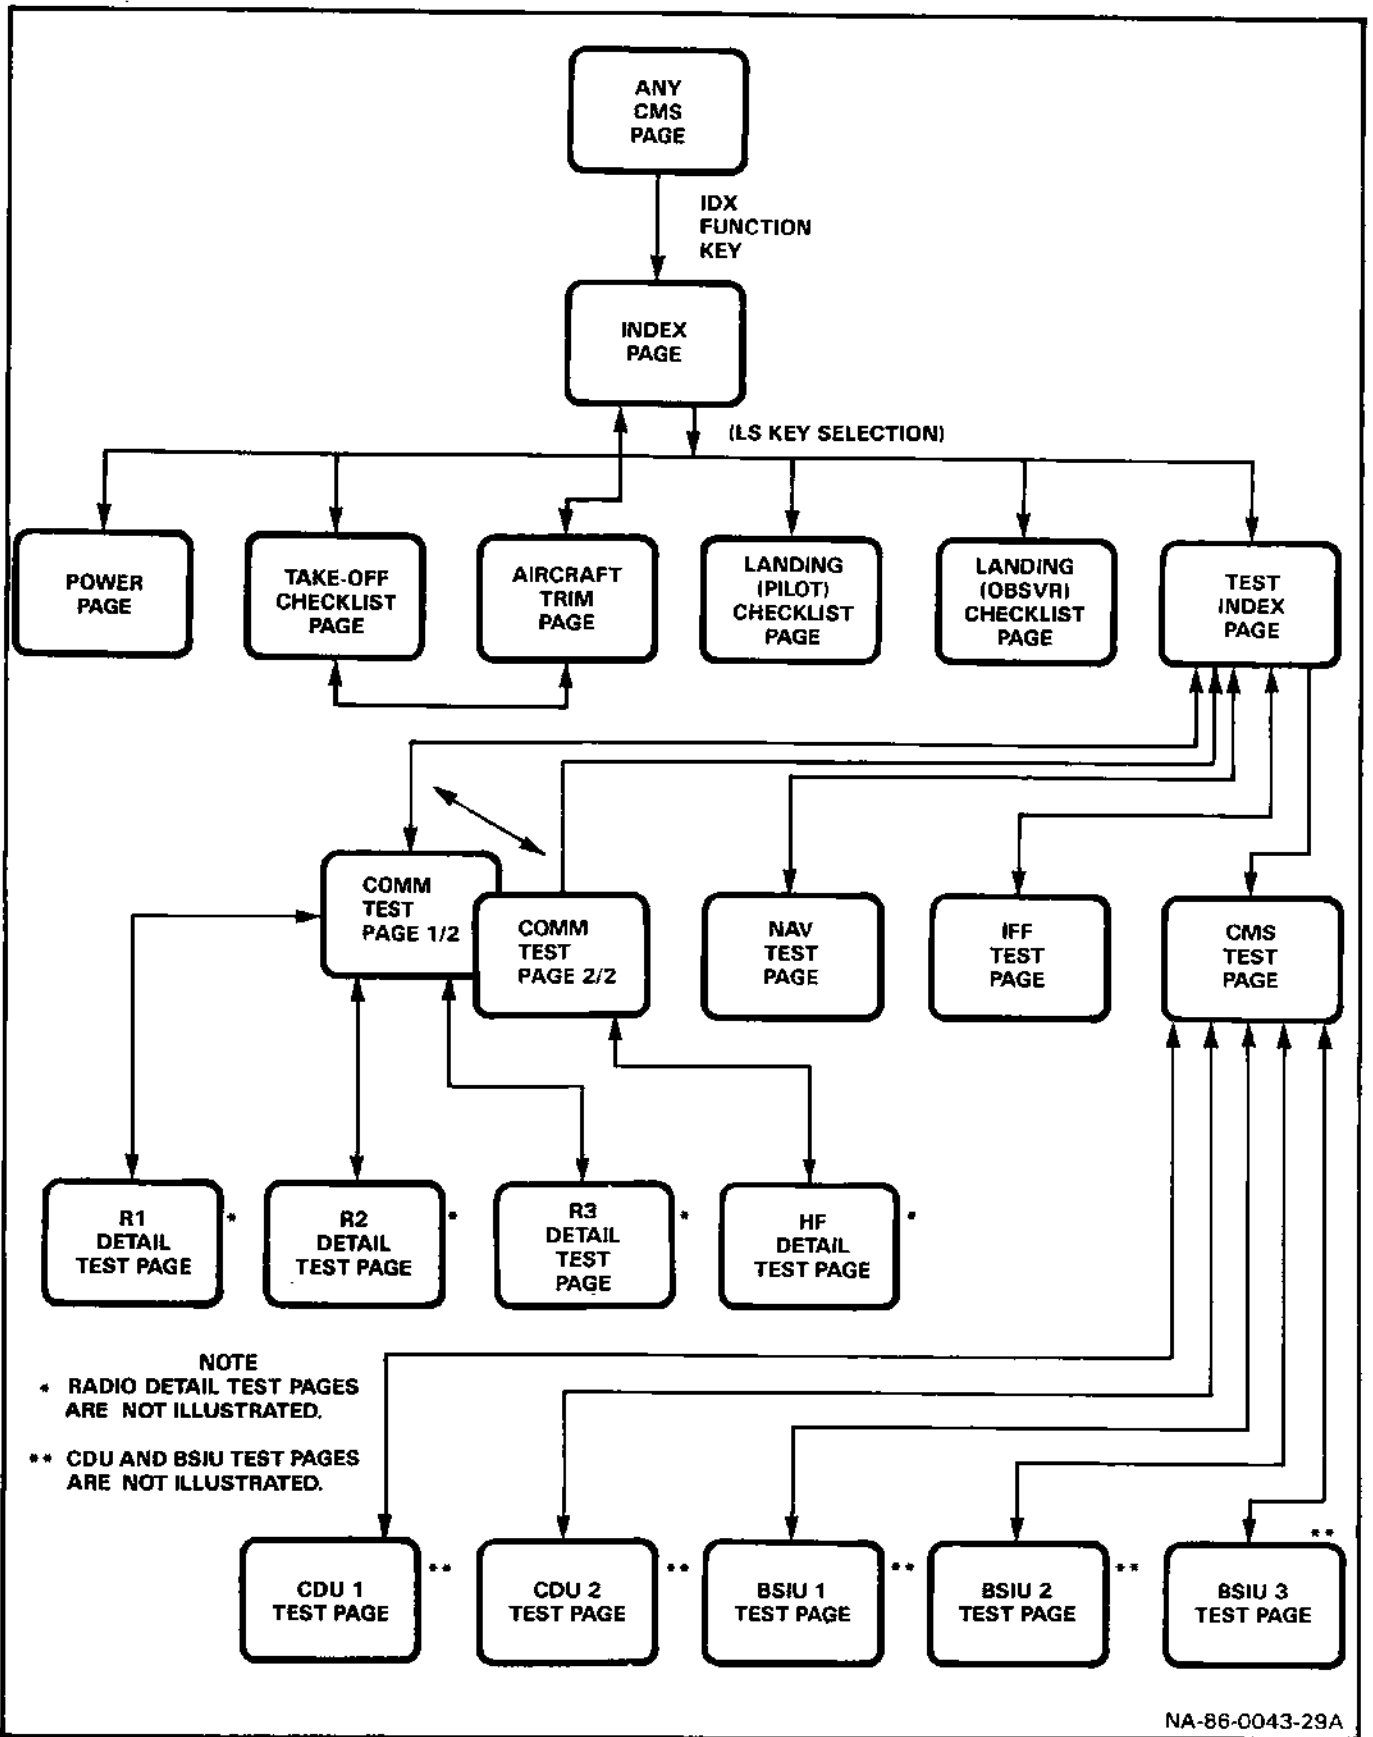 ANY
CMS
PAGE
IDX
FUNCTION
KEY
INDEX
PAGE
(LS KEY SELECTION)
POWER
PAGE
TAKE-OFF
CHECKLIST
PAGE
AIRCRAFT
TRIM
PAGE
LANDING
(PILOT)
CHECKLIST
PAGE
LANDING
(OBSVR)
CHECKLIST
PAGE
TEST
INDEX
PAGE
COMM
TEST
PAGE 1/2
COMM
TEST
PAGE 2/2
NAV
TEST
PAGE
IFF
TEST
PAGE
CMS
TEST
PAGE
R1
DETAIL
TEST PAGE
*
R2
DETAIL
TEST PAGE
*
R3
DETAIL
TEST
PAGE
*
HF
DETAIL
TEST PAGE
*
NOTE
* RADIO DETAIL TEST PAGES
ARE NOT ILLUSTRATED.
** CDU AND BSIU TEST PAGES
ARE NOT ILLUSTRATED.
CDU 1
TEST PAGE
**
CDU 2
TEST PAGE
**
BSIU 1
TEST PAGE
**
BSIU 2
TEST PAGE
**
BSIU 3
TEST PAGE
**
NA-86-0043-29A